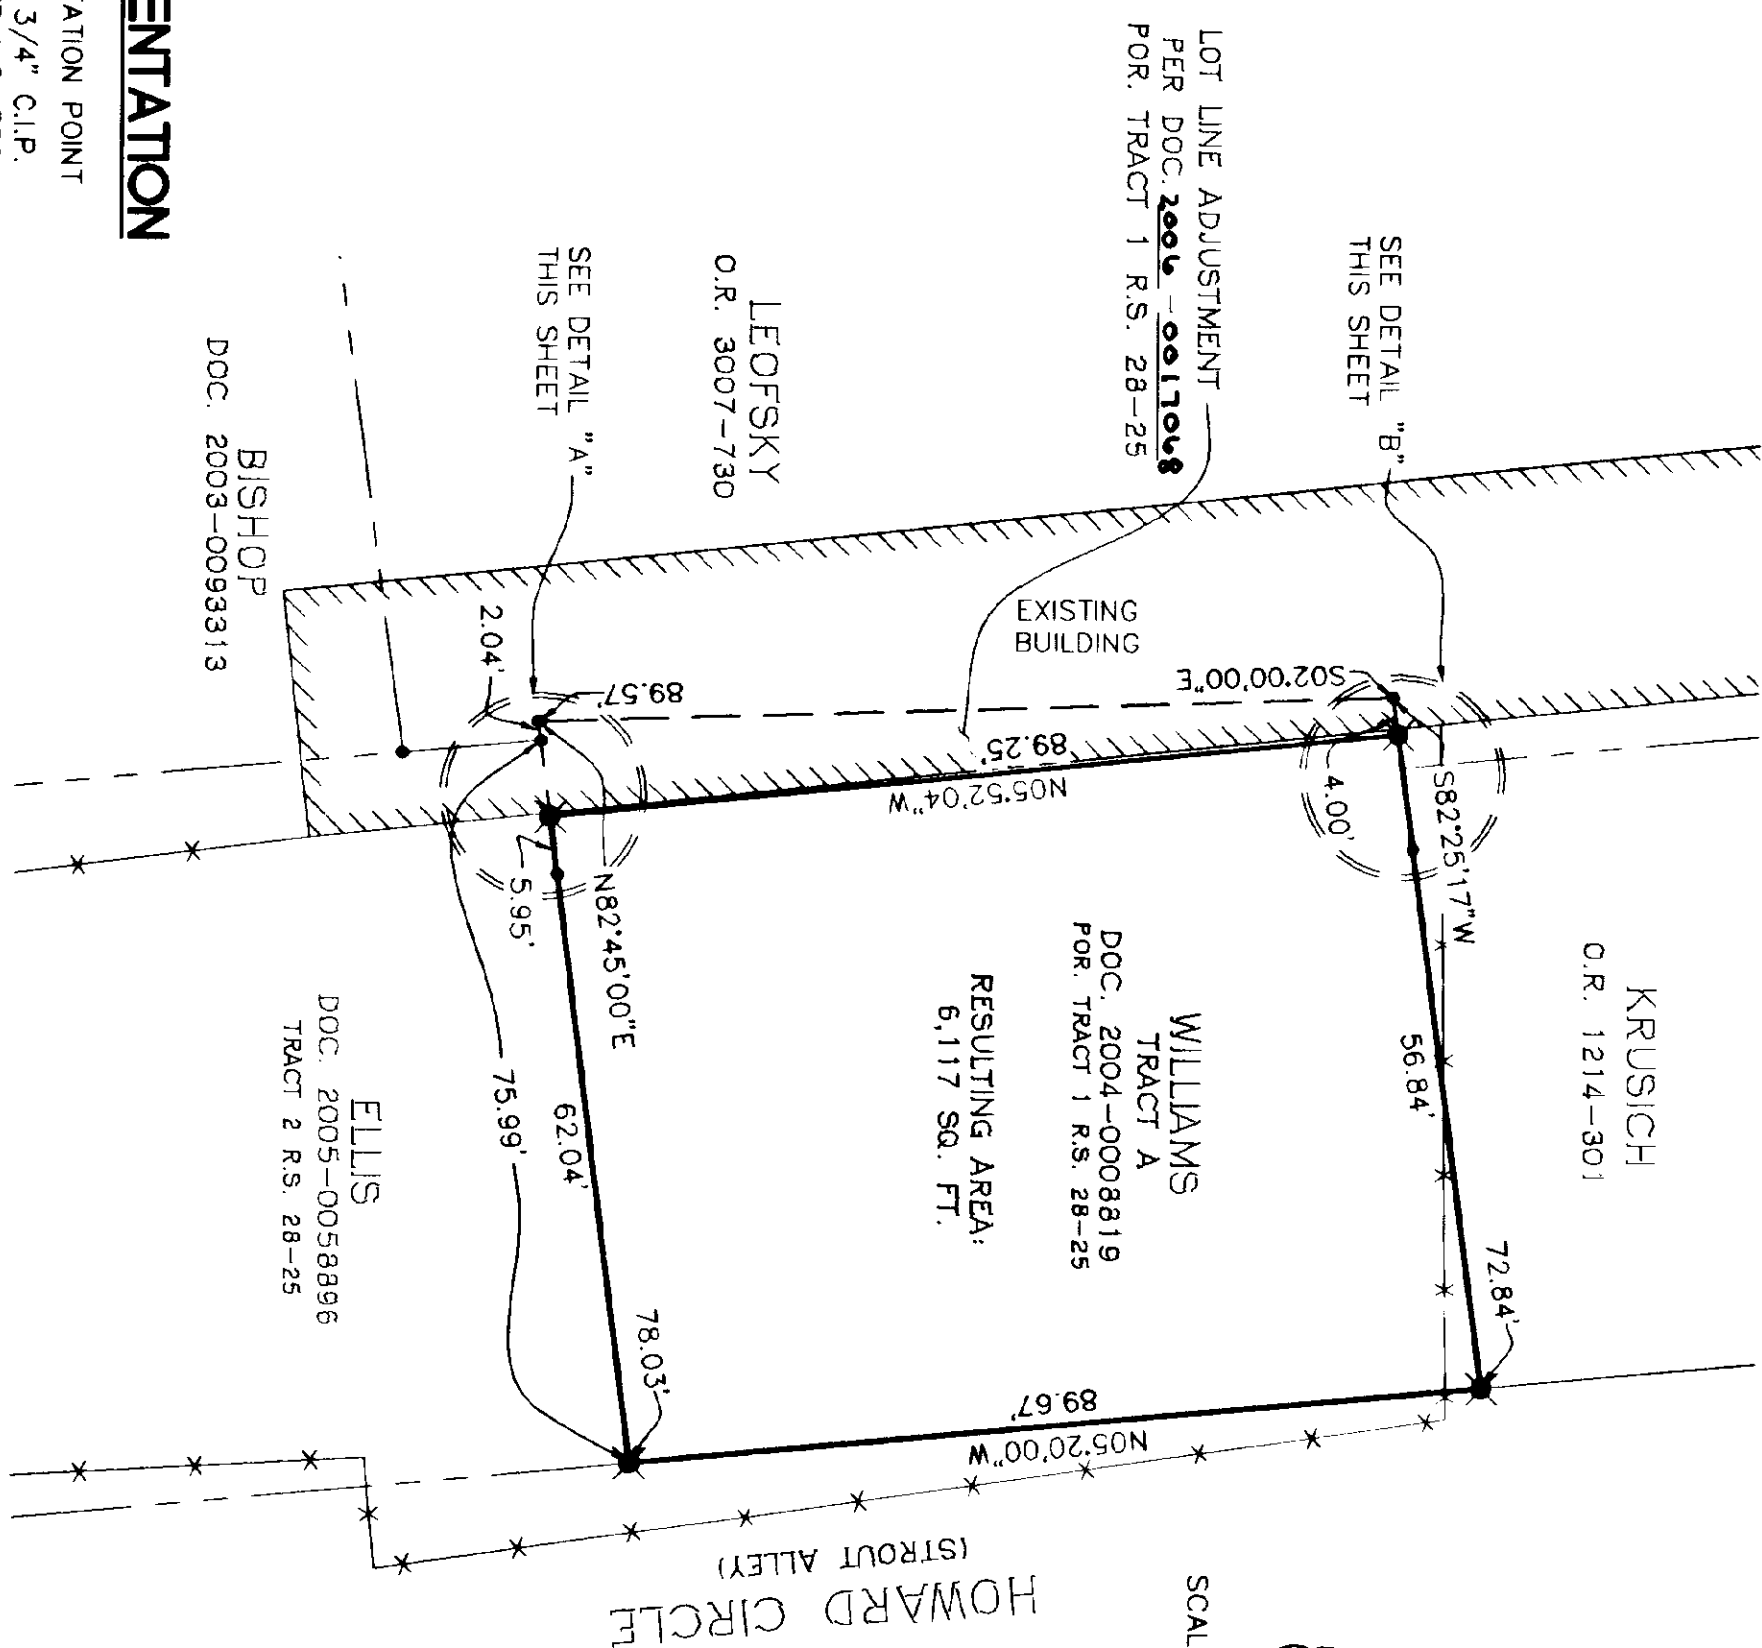 ENTATION
ATION POINT
3/4" C.I.P.
LOT LINE ADJUSTMENT
PER DOC. 2006-0017068
POR. TRACT 1 R.S. 28-25
SEE DETAIL "B"
THIS SHEET
LEOFSKY
O.R. 3007-730
SEE DETAIL "A"
THIS SHEET
BISHOP
DOC. 2003-0093313
EXISTING
BUILDING
2.04'
89.57'
S02°00'00"E
89.25'
N05°52'04"W
4.00'
S82°25'17"W
5.95'
N82°45'00"E
KRUSICH
O.R. 1214-301
56.84'
72.84'
WILLIAMS
TRACT A
DOC. 2004-0008819
POR. TRACT 1 R.S. 28-25
RESULTING AREA:
6,117 SQ. FT.
75.99'
62.04'
78.03'
ELLIS
DOC. 2005-0058896
TRACT 2 R.S. 28-25
89.67'
N05°20'00"W
(STROUT ALLEY)
HOWARD CIRCLE
SCAL